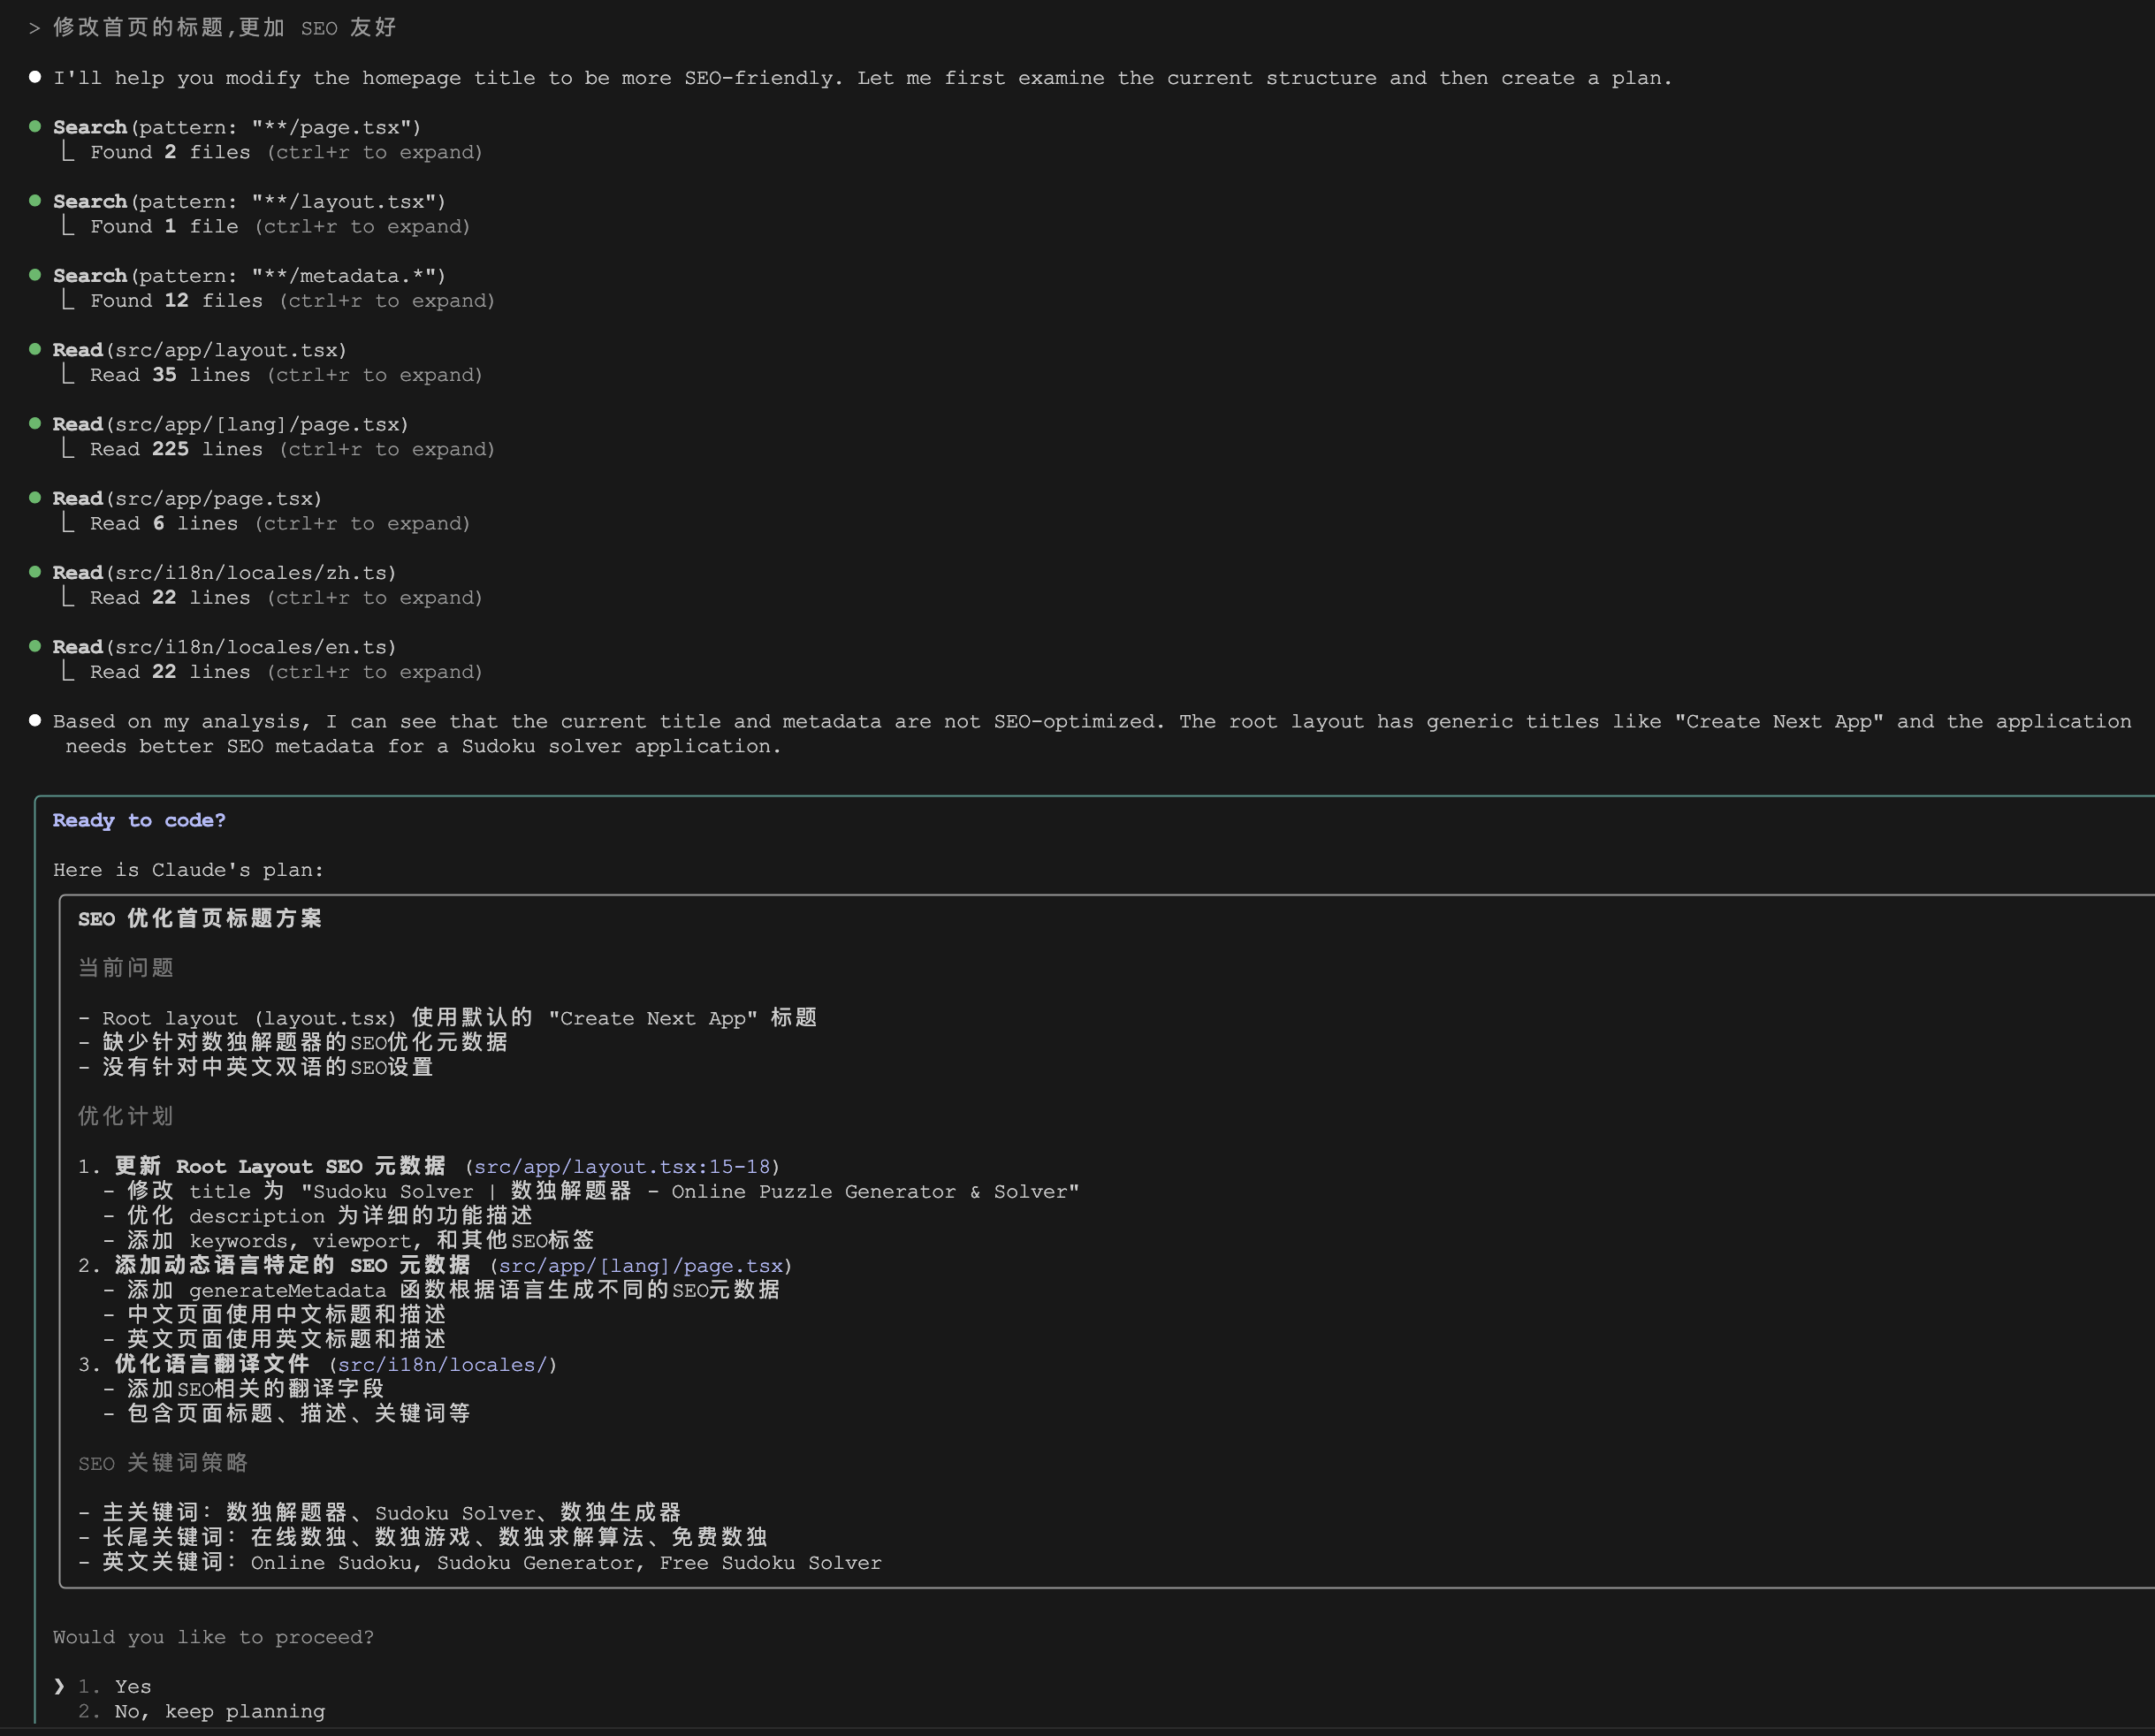 > 修改首页的标题,更加 SEO 友好
● I'll help you modify the homepage title to be more SEO-friendly. Let me first examine the current structure and then create a plan.
● Search(pattern: "**/page.tsx")
⎿ Found 2 files (ctrl+r to expand)
● Search(pattern: "**/layout.tsx")
⎿ Found 1 file (ctrl+r to expand)
● Search(pattern: "**/metadata.*")
⎿ Found 12 files (ctrl+r to expand)
● Read(src/app/layout.tsx)
⎿ Read 35 lines (ctrl+r to expand)
● Read(src/app/[lang]/page.tsx)
⎿ Read 225 lines (ctrl+r to expand)
● Read(src/app/page.tsx)
⎿ Read 6 lines (ctrl+r to expand)
● Read(src/i18n/locales/zh.ts)
⎿ Read 22 lines (ctrl+r to expand)
● Read(src/i18n/locales/en.ts)
⎿ Read 22 lines (ctrl+r to expand)
● Based on my analysis, I can see that the current title and metadata are not SEO-optimized. The root layout has generic titles like "Create Next App" and the application
needs better SEO metadata for a Sudoku solver application.
Ready to code?
Here is Claude's plan:
SEO 优化首页标题方案
当前问题
- Root layout (layout.tsx) 使用默认的 "Create Next App" 标题
- 缺少针对数独解题器的SEO优化元数据
- 没有针对中英文双语的SEO设置
优化计划
1. 更新 Root Layout SEO 元数据 (src/app/layout.tsx:15-18)
- 修改 title 为 "Sudoku Solver | 数独解题器 - Online Puzzle Generator & Solver"
- 优化 description 为详细的功能描述
- 添加 keywords, viewport, 和其他SEO标签
2. 添加动态语言特定的 SEO 元数据 (src/app/[lang]/page.tsx)
- 添加 generateMetadata 函数根据语言生成不同的SEO元数据
- 中文页面使用中文标题和描述
- 英文页面使用英文标题和描述
3. 优化语言翻译文件 (src/i18n/locales/)
- 添加SEO相关的翻译字段
- 包含页面标题、描述、关键词等
SEO 关键词策略
- 主关键词: 数独解题器、Sudoku Solver、数独生成器
- 长尾关键词: 在线数独、数独游戏、数独求解算法、免费数独
- 英文关键词: Online Sudoku, Sudoku Generator, Free Sudoku Solver
Would you like to proceed?
❯ 1. Yes
2. No, keep planning